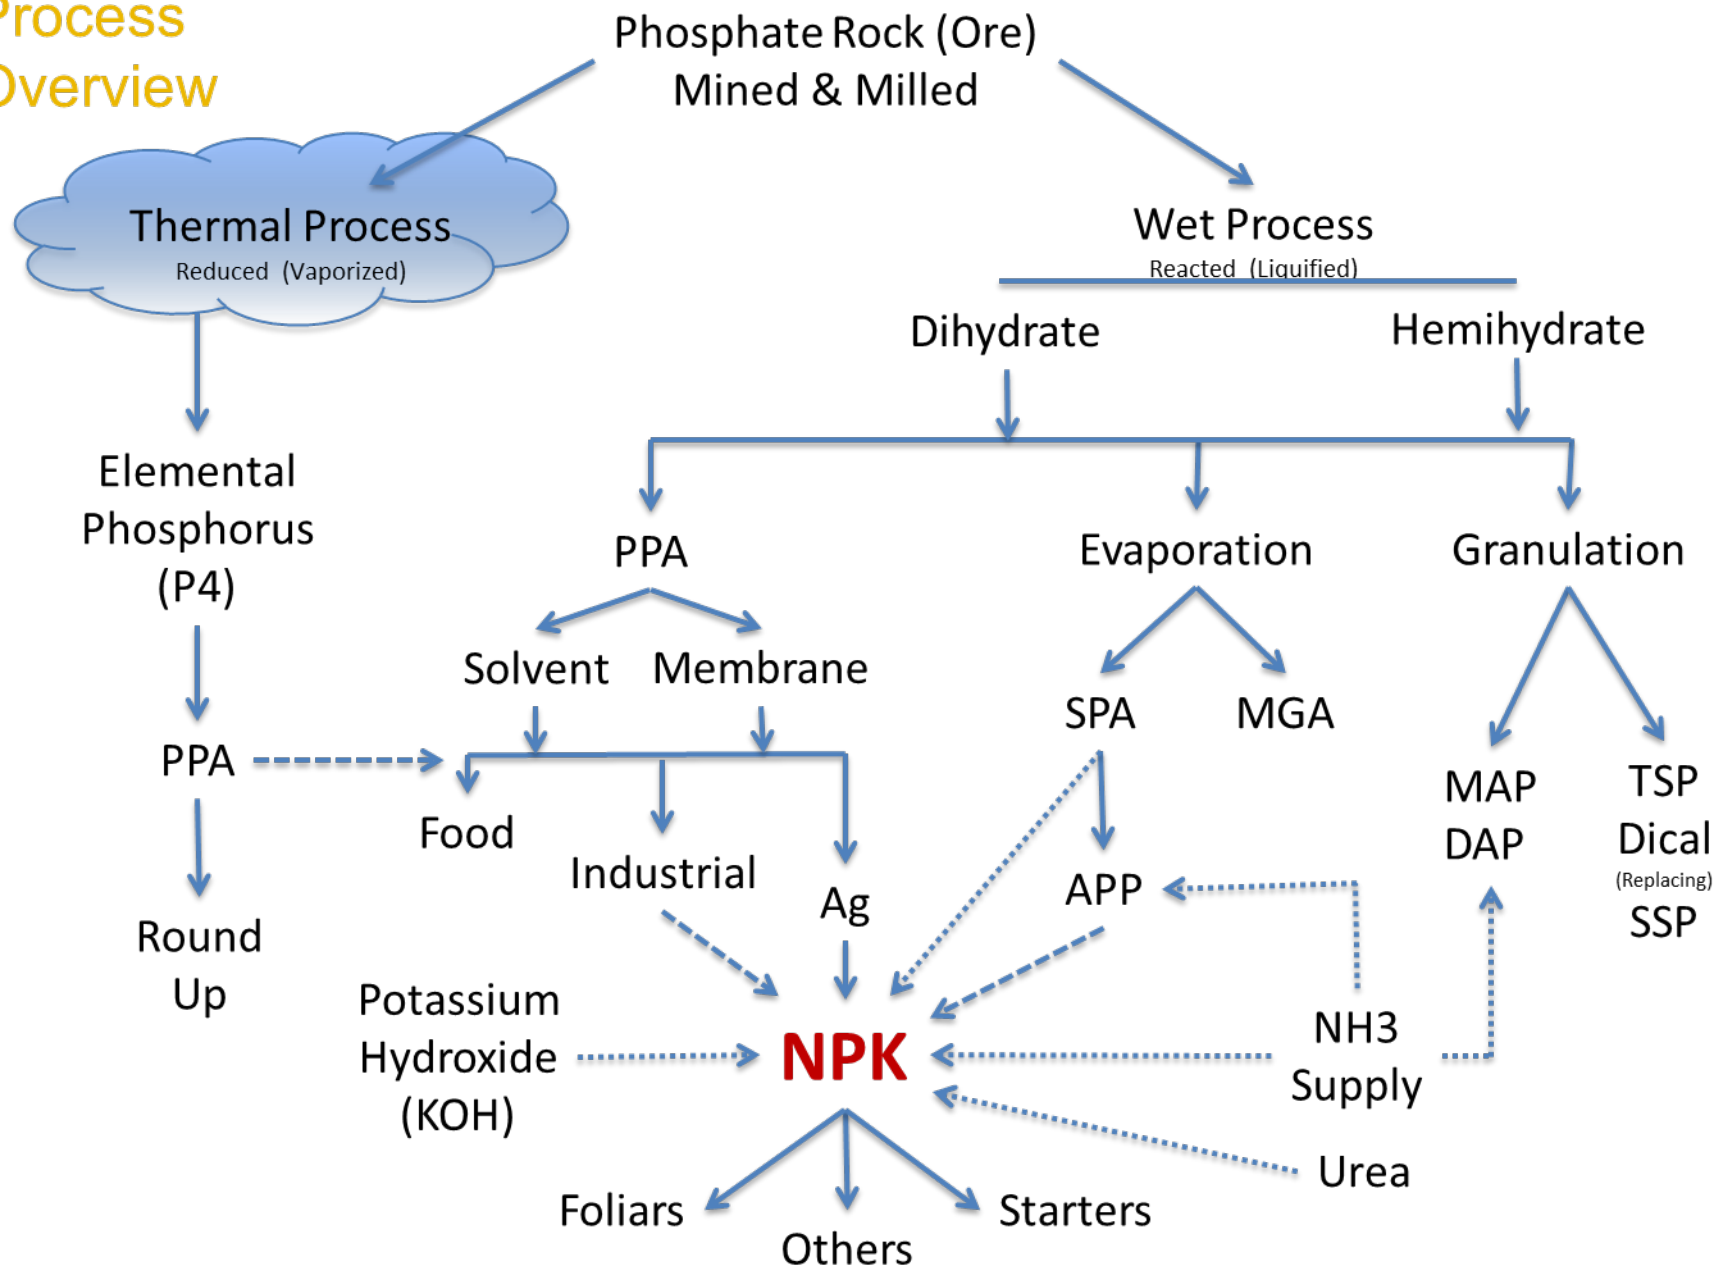 Process
Overview
Phosphate Rock (Ore)
Mined & Milled
Thermal Process
Reduced (Vaporized)
Wet Process
Reacted (Liquified)
Dihydrate
Hemihydrate
Elemental
Phosphorus
(P4)
PPA
Evaporation
Granulation
Solvent
Membrane
SPA
MGA
PPA
Food
Industrial
Ag
APP
MAP
DAP
TSP
Dical
(Replacing)
SSP
Round
Up
Potassium
Hydroxide
(KOH)
NPK
NH3
Supply
Urea
Foliars
Others
Starters